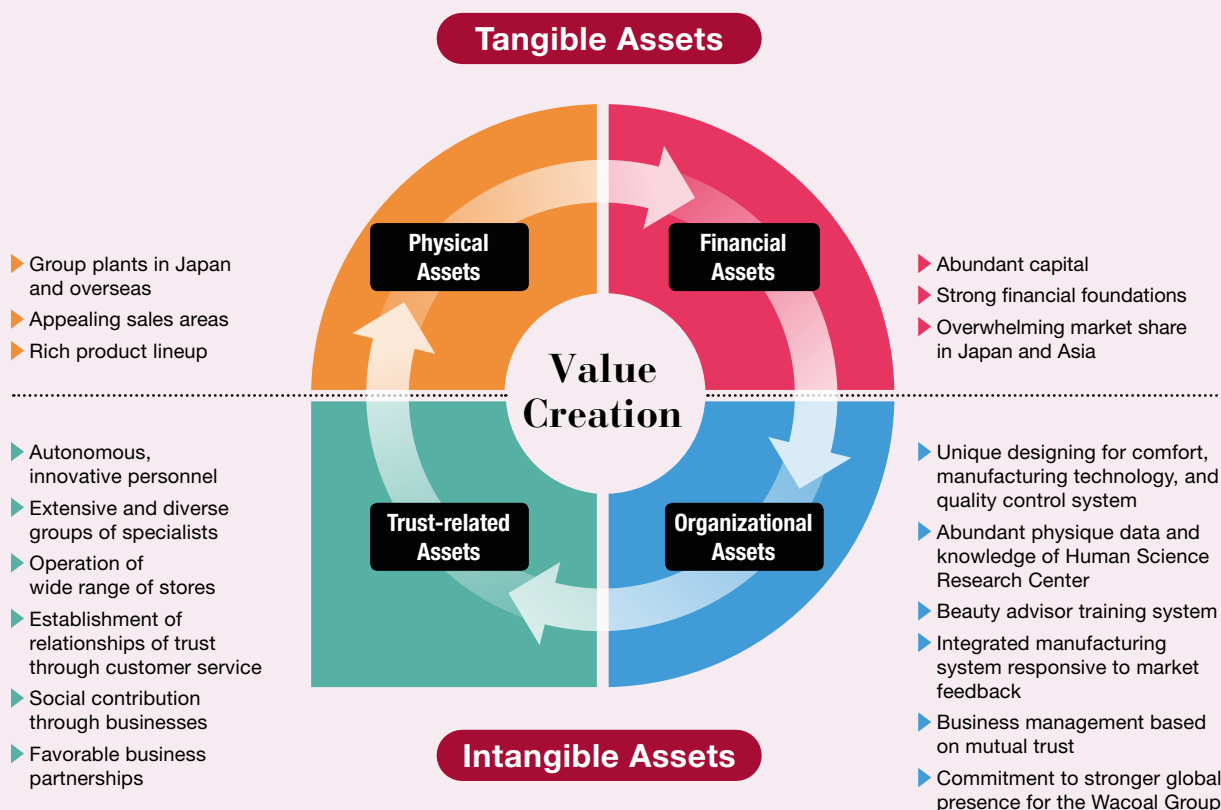 Tangible Assets
Physical
Assets
Financial
Assets
Group plants in Japan
and overseas
Appealing sales areas
Rich product lineup
Abundant capital
Strong financial foundations
Overwhelming market share
in Japan and Asia
Value
Creation
Autonomous,
innovative personnel
Extensive and diverse
groups of specialists
Operation of
wide range of stores
Establishment of
relationships of trust
through customer service
Social contribution
through businesses
Favorable business
partnerships
Trust-related
Assets
Organizational
Assets
Unique designing for comfort,
manufacturing technology, and
quality control system
Abundant physique data and
knowledge of Human Science
Research Center
Beauty advisor training system
Integrated manufacturing
system responsive to market
feedback
Business management based
on mutual trust
Commitment to stronger global
presence for the Wacoal Group
Intangible Assets